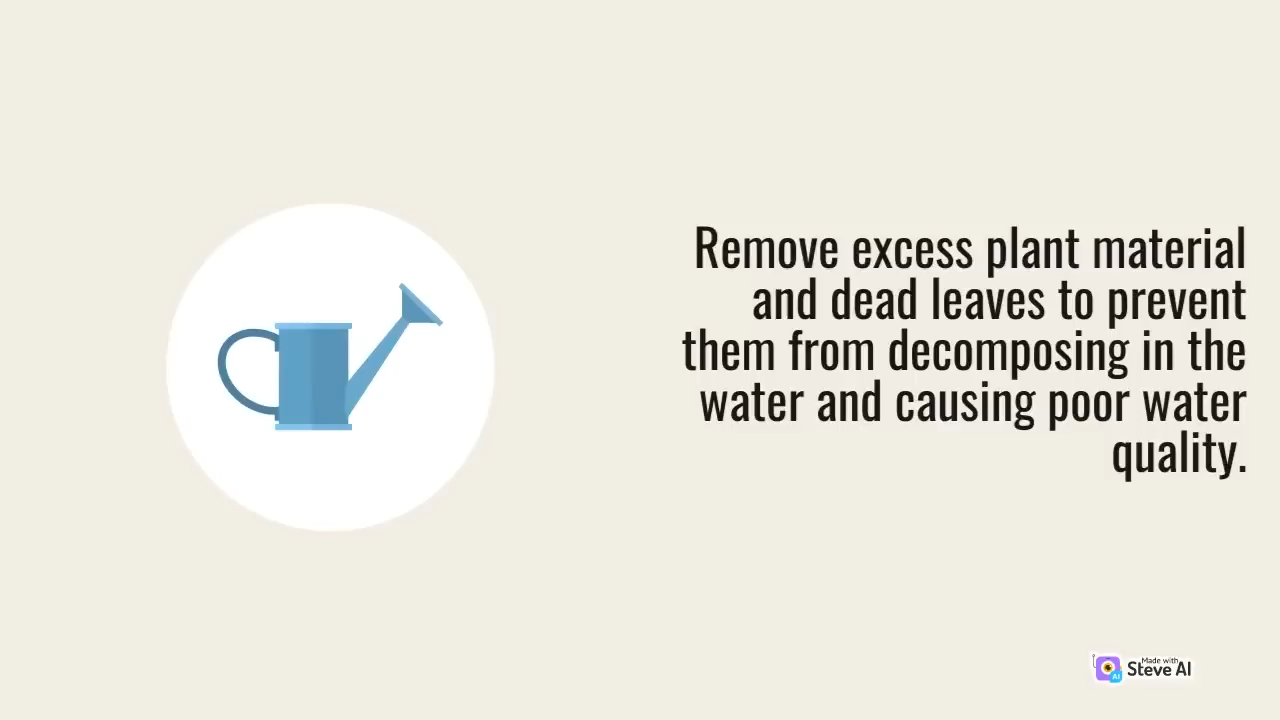 Remove excess plant material
and dead leaves to prevent
them from decomposing in the
water and causing poor water
quality.
Made with
Steve AI
AI